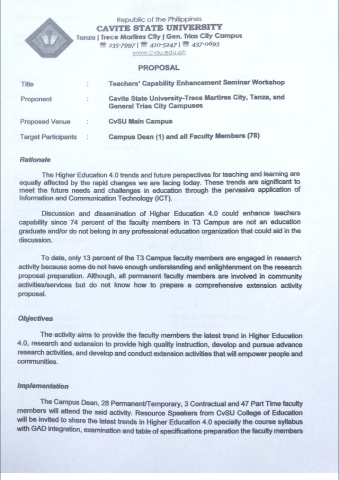 Republic of the Philippines
CAVITE STATE UNIVERSITY
Tanza | Trece Martires City | Gen. Trias City Campus
☎ 235-7997 | ☎ 410-5247 | ☎ 437-0693
www.cvsu.edu.ph
PROPOSAL
Title : Teachers' Capability Enhancement Seminar Workshop
Proponent : Cavite State University-Trece Martires City, Tanza, and
General Trias City Campuses
Proposed Venue : CvSU Main Campus
Target Participants : Campus Dean (1) and all Faculty Members (78)
Rationale
The Higher Education 4.0 trends and future perspectives for teaching and learning are
equally affected by the rapid changes we are facing today. These trends are significant to
meet the future needs and challenges in education through the pervasive application of
Information and Communication Technology (ICT).
Discussion and dissemination of Higher Education 4.0 could enhance teachers
capability since 74 percent of the faculty members in T3 Campus are not an education
graduate and/or do not belong in any professional education organization that could aid in the
discussion.
To date, only 13 percent of the T3 Campus faculty members are engaged in research
activity because some do not have enough understanding and enlightenment on the research
proposal preparation. Although, all permanent faculty members are involved in community
activities/services but do not know how to prepare a comprehensive extension activity
proposal.
Objectives
The activity aims to provide the faculty members the latest trend in Higher Education
4.0, research and extension to provide high quality instruction, develop and pursue advance
research activities, and develop and conduct extension activities that will empower people and
communities.
Implementation
The Campus Dean, 28 Permanent/Temporary, 3 Contractual and 47 Part Time faculty
members will attend the said activity. Resource Speakers from CvSU College of Education
will be invited to share the latest trends in Higher Education 4.0 specially the course syllabus
with GAD integration, examination and table of specifications preparation the faculty members